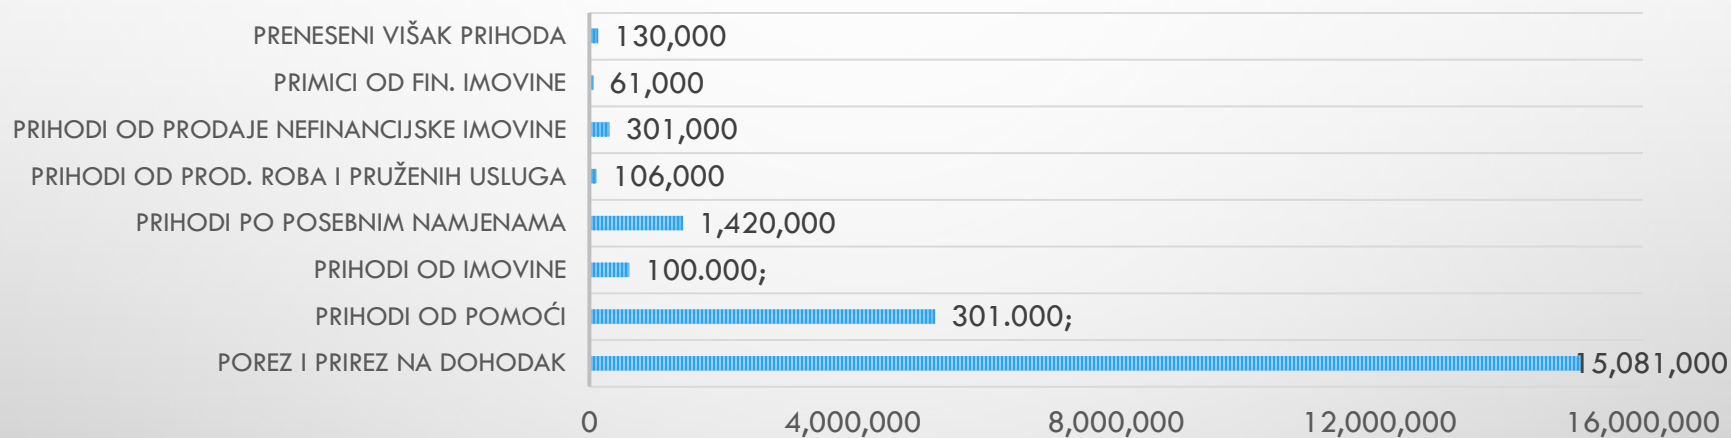 PRENESENI VIŠAK PRIHODA 130,000
PRIMICI OD FIN. IMOVINE 61,000
PRIHODI OD PRODAJE NEFINANCIJSKE IMOVINE 301,000
PRIHODI OD PROD. ROBA I PRUŽENIH USLUGA 106,000
PRIHODI PO POSEBNIM NAMJENAMA 1,420,000
PRIHODI OD IMOVINE 100.000;
PRIHODI OD POMOĆI 301.000;
POREZ I PRIREZ NA DOHODAK 15,081,000
0 4,000,000 8,000,000 12,000,000 16,000,000